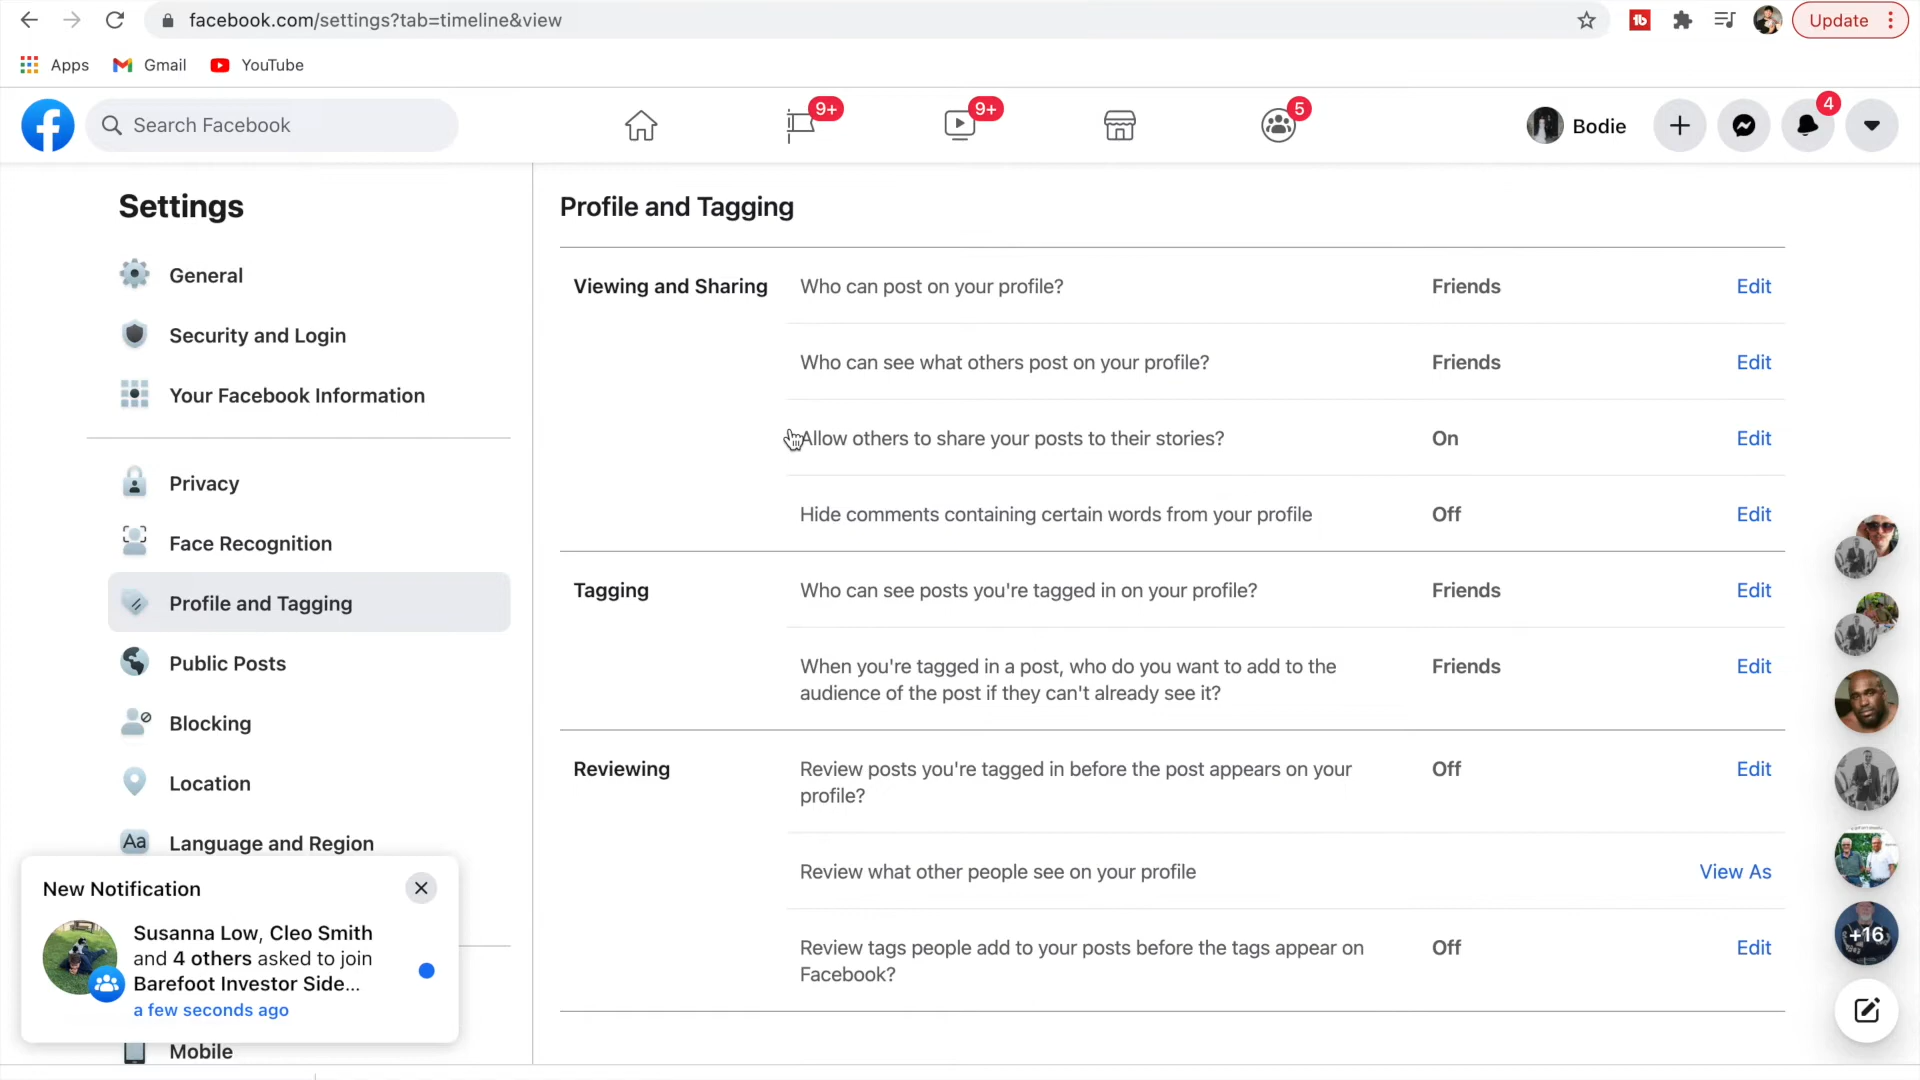 facebook.com/settings?tab=timeline&view
Update
Apps
Gmail
YouTube
Search Facebook
9+
9+
5
Bodie
4
Settings
General
Security and Login
Your Facebook Information
Privacy
Face Recognition
Profile and Tagging
Public Posts
Blocking
Location
Aa
Language and Region
Mobile
New Notification
Susanna Low, Cleo Smith
and 4 others asked to join
Barefoot Investor Side...
a few seconds ago
Profile and Tagging
Viewing and Sharing
Who can post on your profile?
Friends
Edit
Who can see what others post on your profile?
Friends
Edit
Allow others to share your posts to their stories?
On
Edit
Hide comments containing certain words from your profile
Off
Edit
Tagging
Who can see posts you're tagged in on your profile?
Friends
Edit
When you're tagged in a post, who do you want to add to the
audience of the post if they can't already see it?
Friends
Edit
Reviewing
Review posts you're tagged in before the post appears on your
profile?
Off
Edit
Review what other people see on your profile
View As
Review tags people add to your posts before the tags appear on
Facebook?
Off
Edit
+16